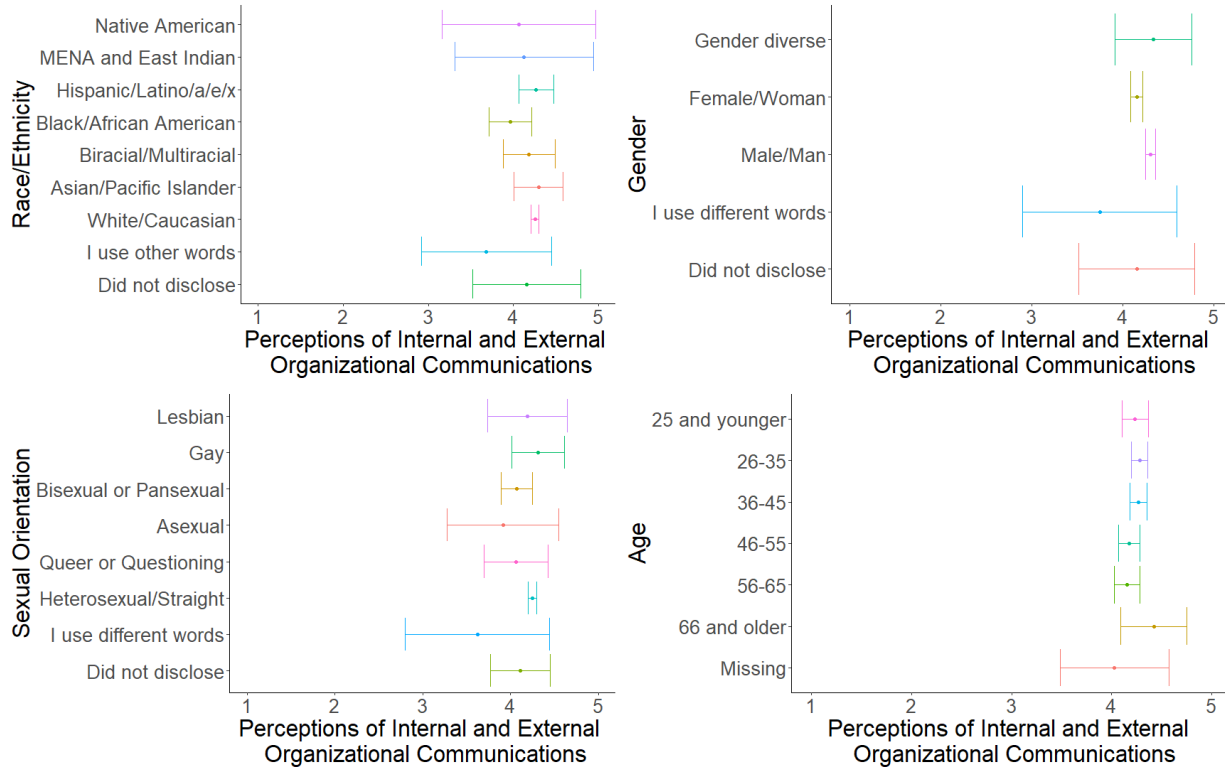 Race/Ethnicity
Native American
MENA and East Indian
Hispanic/Latino/a/e/x
Black/African American
Biracial/Multiracial
Asian/Pacific Islander
White/Caucasian
I use other words
Did not disclose
1 2 3 4 5
Perceptions of Internal and External
Organizational Communications
Gender
Gender diverse
Female/Woman
Male/Man
I use different words
Did not disclose
1 2 3 4 5
Perceptions of Internal and External
Organizational Communications
Sexual Orientation
Lesbian
Gay
Bisexual or Pansexual
Asexual
Queer or Questioning
Heterosexual/Straight
I use different words
Did not disclose
1 2 3 4 5
Perceptions of Internal and External
Organizational Communications
Age
25 and younger
26-35
36-45
46-55
56-65
66 and older
Missing
1 2 3 4 5
Perceptions of Internal and External
Organizational Communications